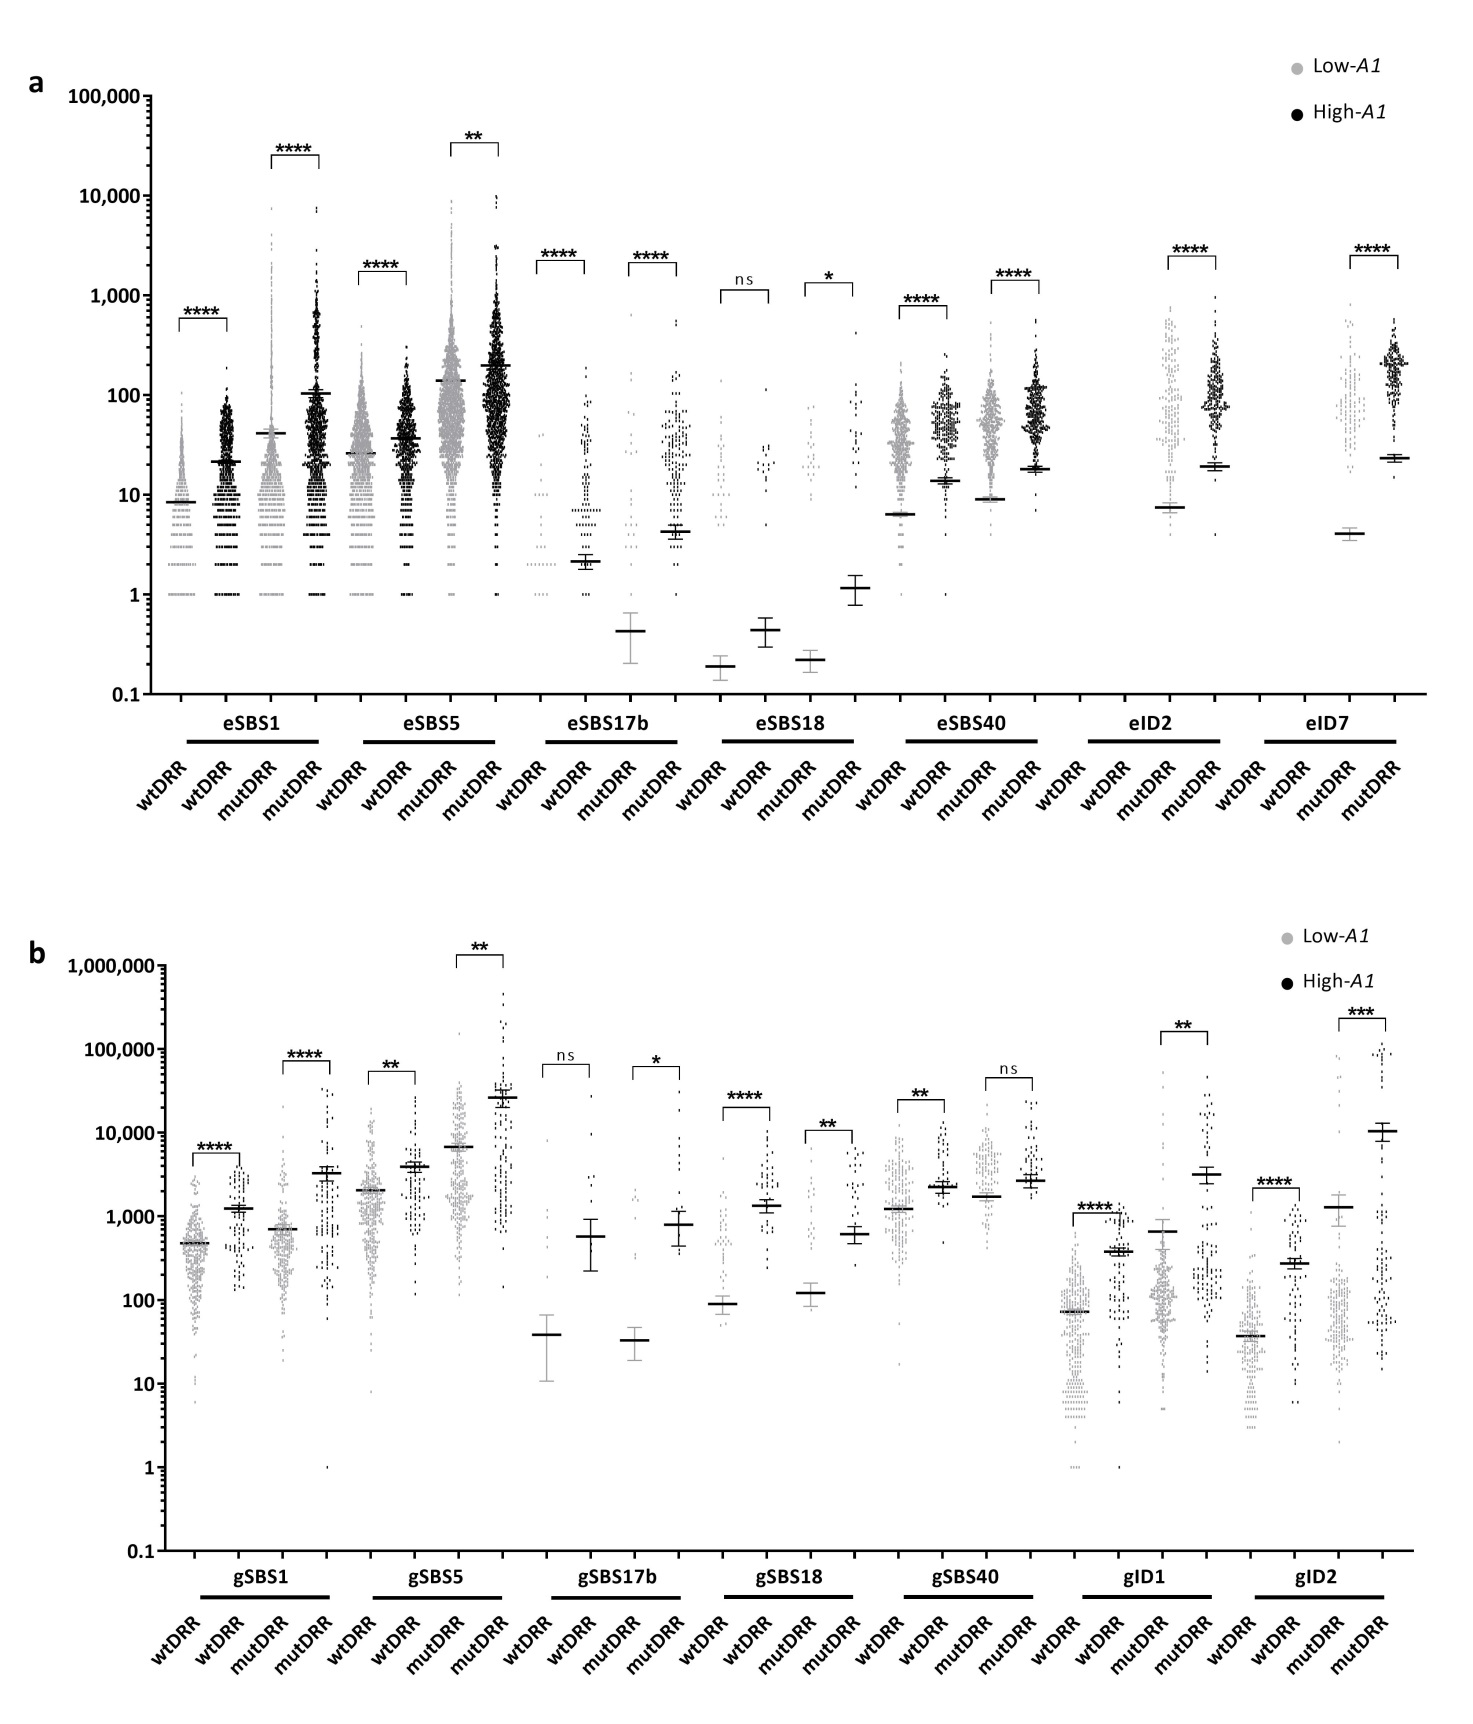 a
Low-A1
High-A1
100,000
10,000
1,000
100
10
1
0.1
**** **** **** ** **** **** ns * **** **** **** ****
eSBS1 eSBS5 eSBS17b eSBS18 eSBS40 eID2 eID7
wtDRR wtDRR mutDRR mutDRR wtDRR wtDRR mutDRR mutDRR wtDRR wtDRR mutDRR mutDRR wtDRR wtDRR mutDRR mutDRR wtDRR wtDRR mutDRR mutDRR wtDRR wtDRR mutDRR mutDRR wtDRR wtDRR mutDRR mutDRR
b
Low-A1
High-A1
1,000,000
100,000
10,000
1,000
100
10
1
0.1
**** **** ** ** ns * **** ** ** ns **** ** **** ***
gSBS1 gSBS5 gSBS17b gSBS18 gSBS40 gID1 gID2
wtDRR wtDRR mutDRR mutDRR wtDRR wtDRR mutDRR mutDRR wtDRR wtDRR mutDRR mutDRR wtDRR wtDRR mutDRR mutDRR wtDRR wtDRR mutDRR mutDRR wtDRR wtDRR mutDRR mutDRR wtDRR wtDRR mutDRR mutDRR